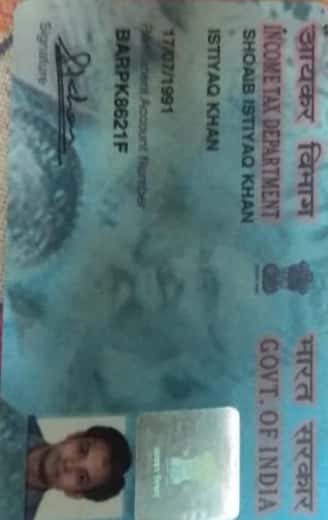 आयकर विभाग
INCOME TAX DEPARTMENT
भारत सरकार
GOVT. OF INDIA
SHOAIB ISTIYAQ KHAN
ISTIYAQ KHAN
17/07/1991
Permanent Account Number
BARPK8621F
Signature